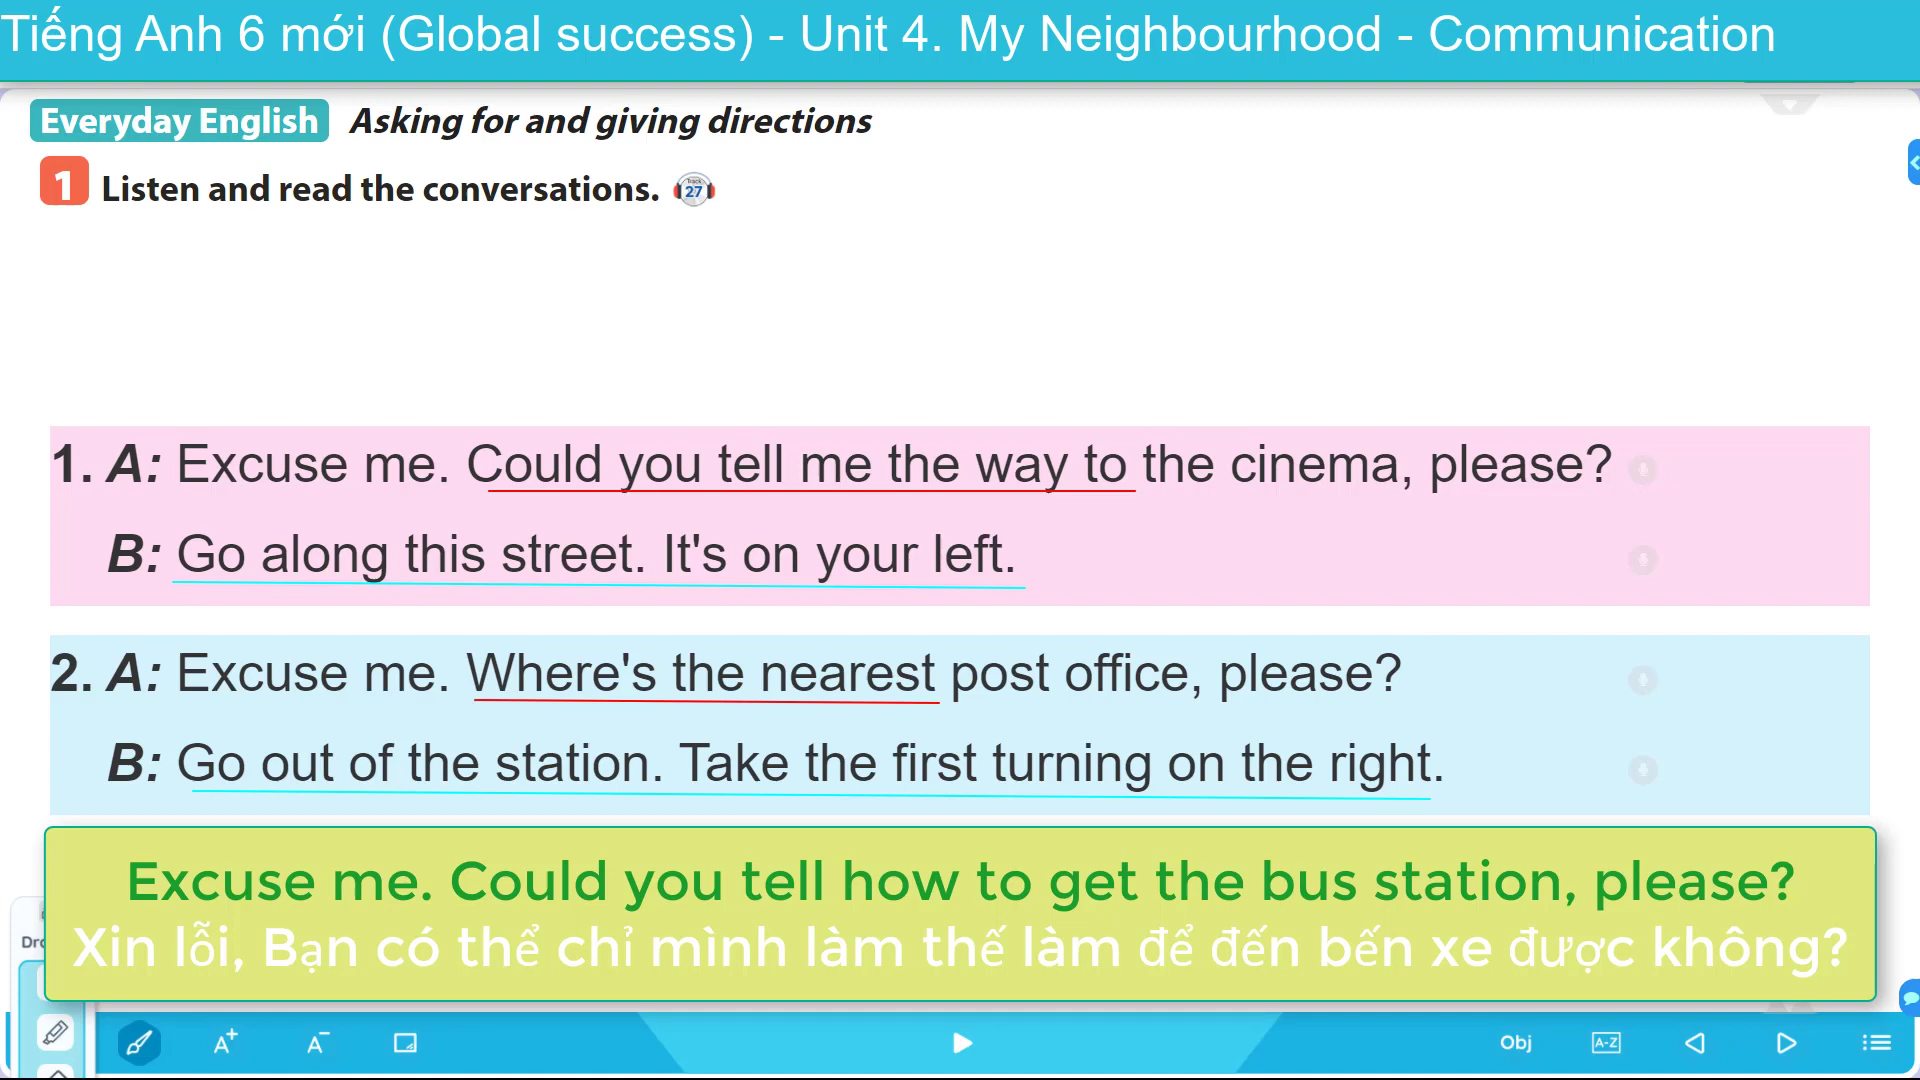 Tiếng Anh 6 mới (Global success) - Unit 4. My Neighbourhood - Communication
Everyday English Asking for and giving directions
1 Listen and read the conversations. Track 27
1. A: Excuse me. Could you tell me the way to the cinema, please?
B: Go along this street. It's on your left.
2. A: Excuse me. Where's the nearest post office, please?
B: Go out of the station. Take the first turning on the right.
Excuse me. Could you tell how to get the bus station, please?
Xin lỗi, Bạn có thể chỉ mình làm thế làm để đến bến xe được không?
A+ A- Obj A-Z